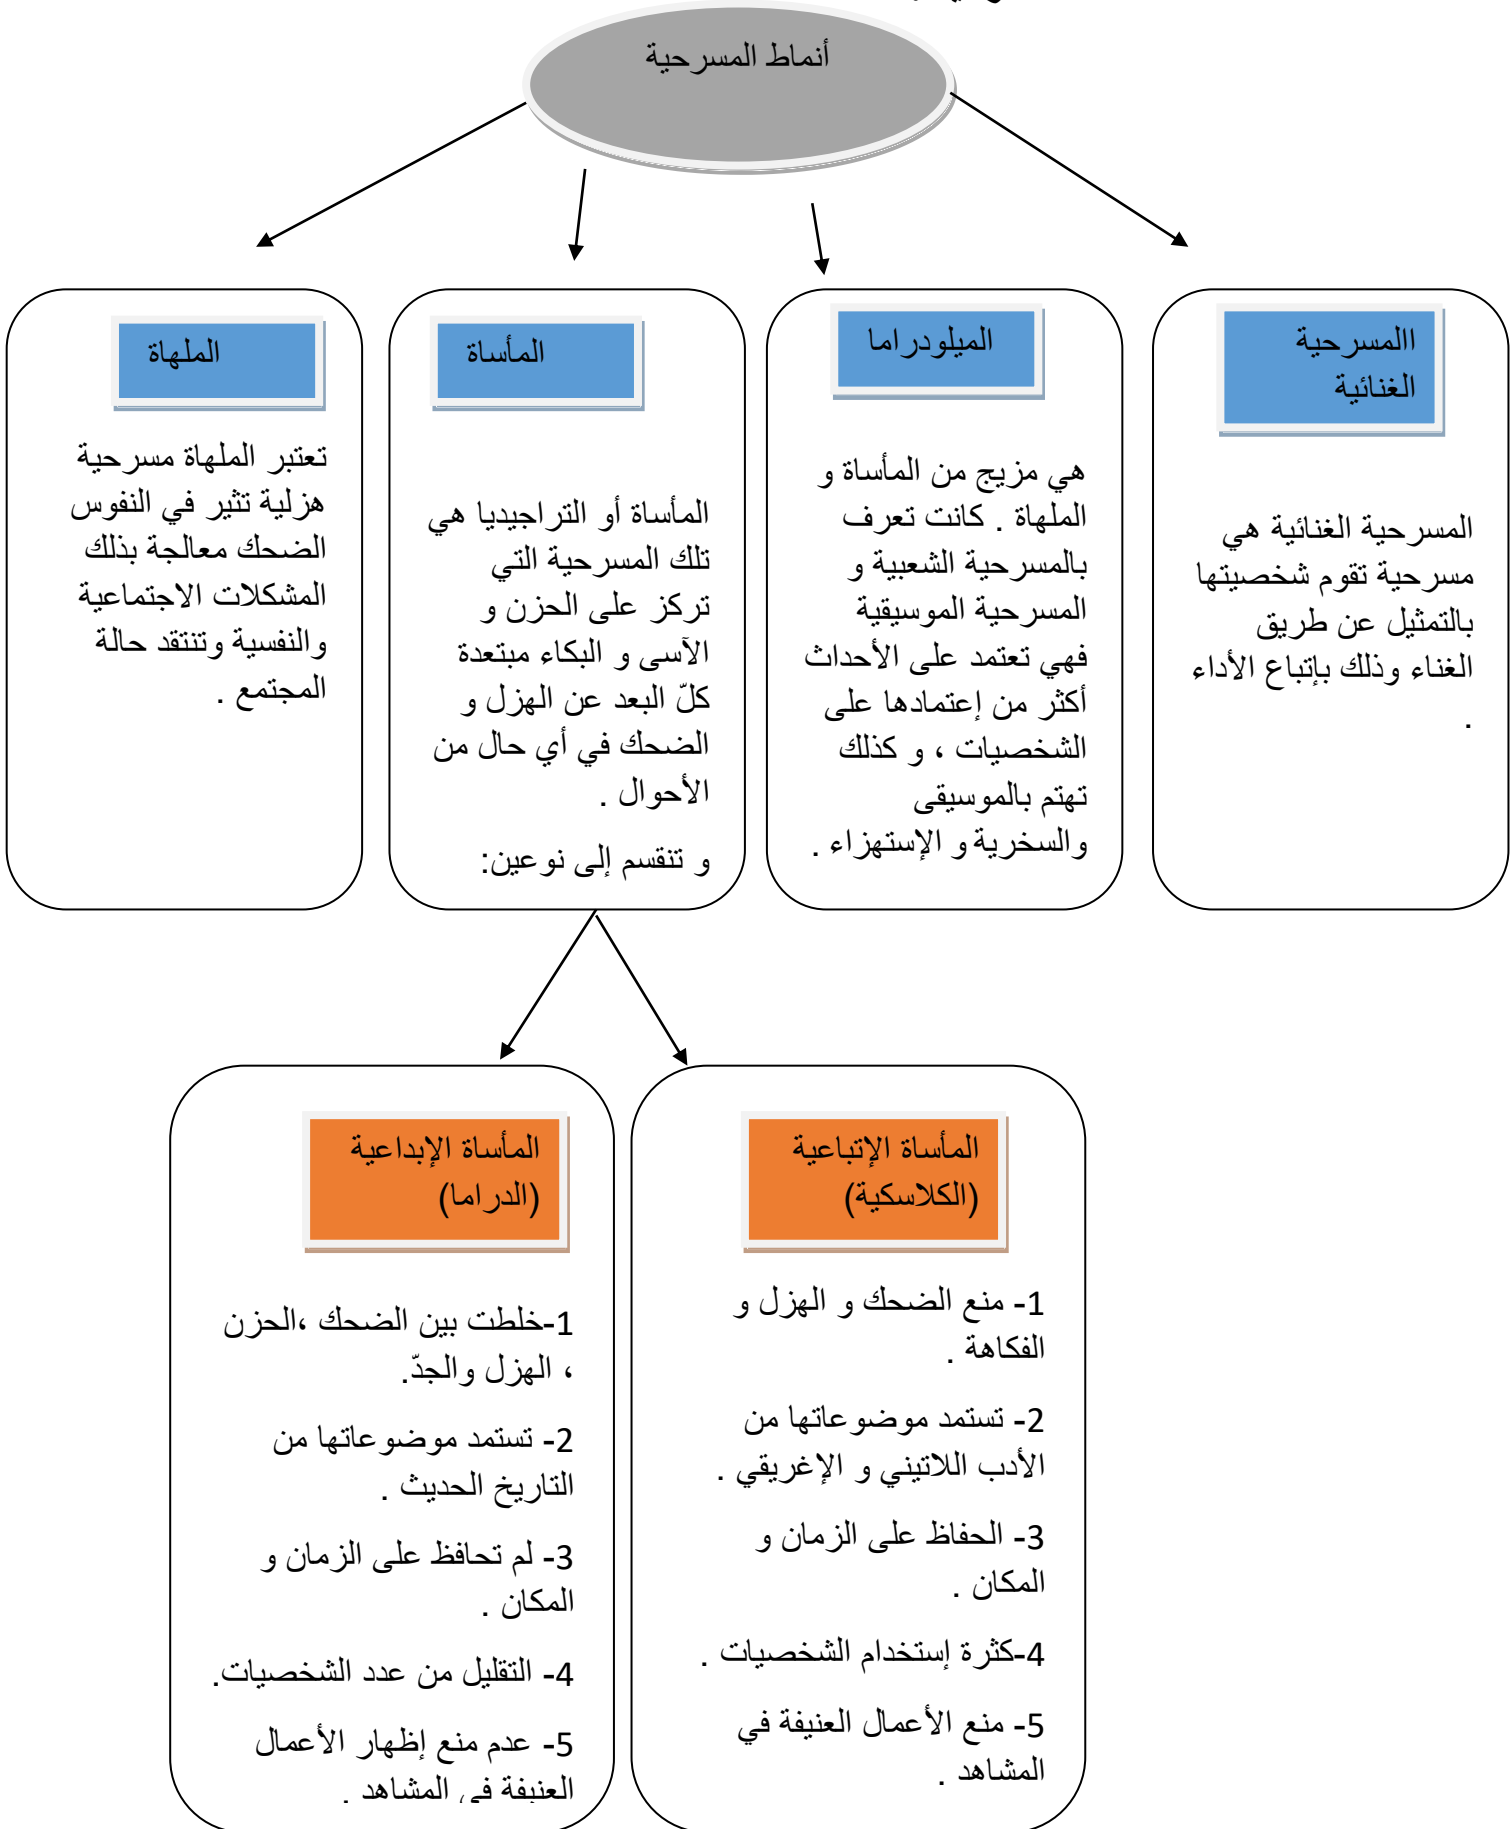 أنماط المسرحية
االمسرحية
الغنائية
المسرحية الغنائية هي
مسرحية تقوم شخصيتها
بالتمثيل عن طريق
الغناء وذلك بإتباع الأداء
.
الميلودراما
هي مزيج من المأساة و
الملهاة . كانت تعرف
بالمسرحية الشعبية و
المسرحية الموسيقية
فهي تعتمد على الأحداث
أكثر من إعتمادها على
الشخصيات ، و كذلك
تهتم بالموسيقى
والسخرية و الإستهزاء .
المأساة
المأساة أو التراجيديا هي
تلك المسرحية التي
تركز على الحزن و
الآسى و البكاء مبتعدة
كلّ البعد عن الهزل و
الضحك في أي حال من
الأحوال .
و تنقسم إلى نوعين:
الملهاة
تعتبر الملهاة مسرحية
هزلية تثير في النفوس
الضحك معالجة بذلك
المشكلات الاجتماعية
والنفسية وتنتقد حالة
المجتمع .
المأساة الإتباعية
(الكلاسكية)
1- منع الضحك و الهزل و
الفكاهة .
2- تستمد موضوعاتها من
الأدب اللاتيني و الإغريقي .
3- الحفاظ على الزمان و
المكان .
4-كثرة إستخدام الشخصيات .
5- منع الأعمال العنيفة في
المشاهد .
المأساة الإبداعية
(الدراما)
1-خلطت بين الضحك ،الحزن
، الهزل والجدّ.
2- تستمد موضوعاتها من
التاريخ الحديث .
3- لم تحافظ على الزمان و
المكان .
4- التقليل من عدد الشخصيات.
5- عدم منع إظهار الأعمال
العنيفة في المشاهد .